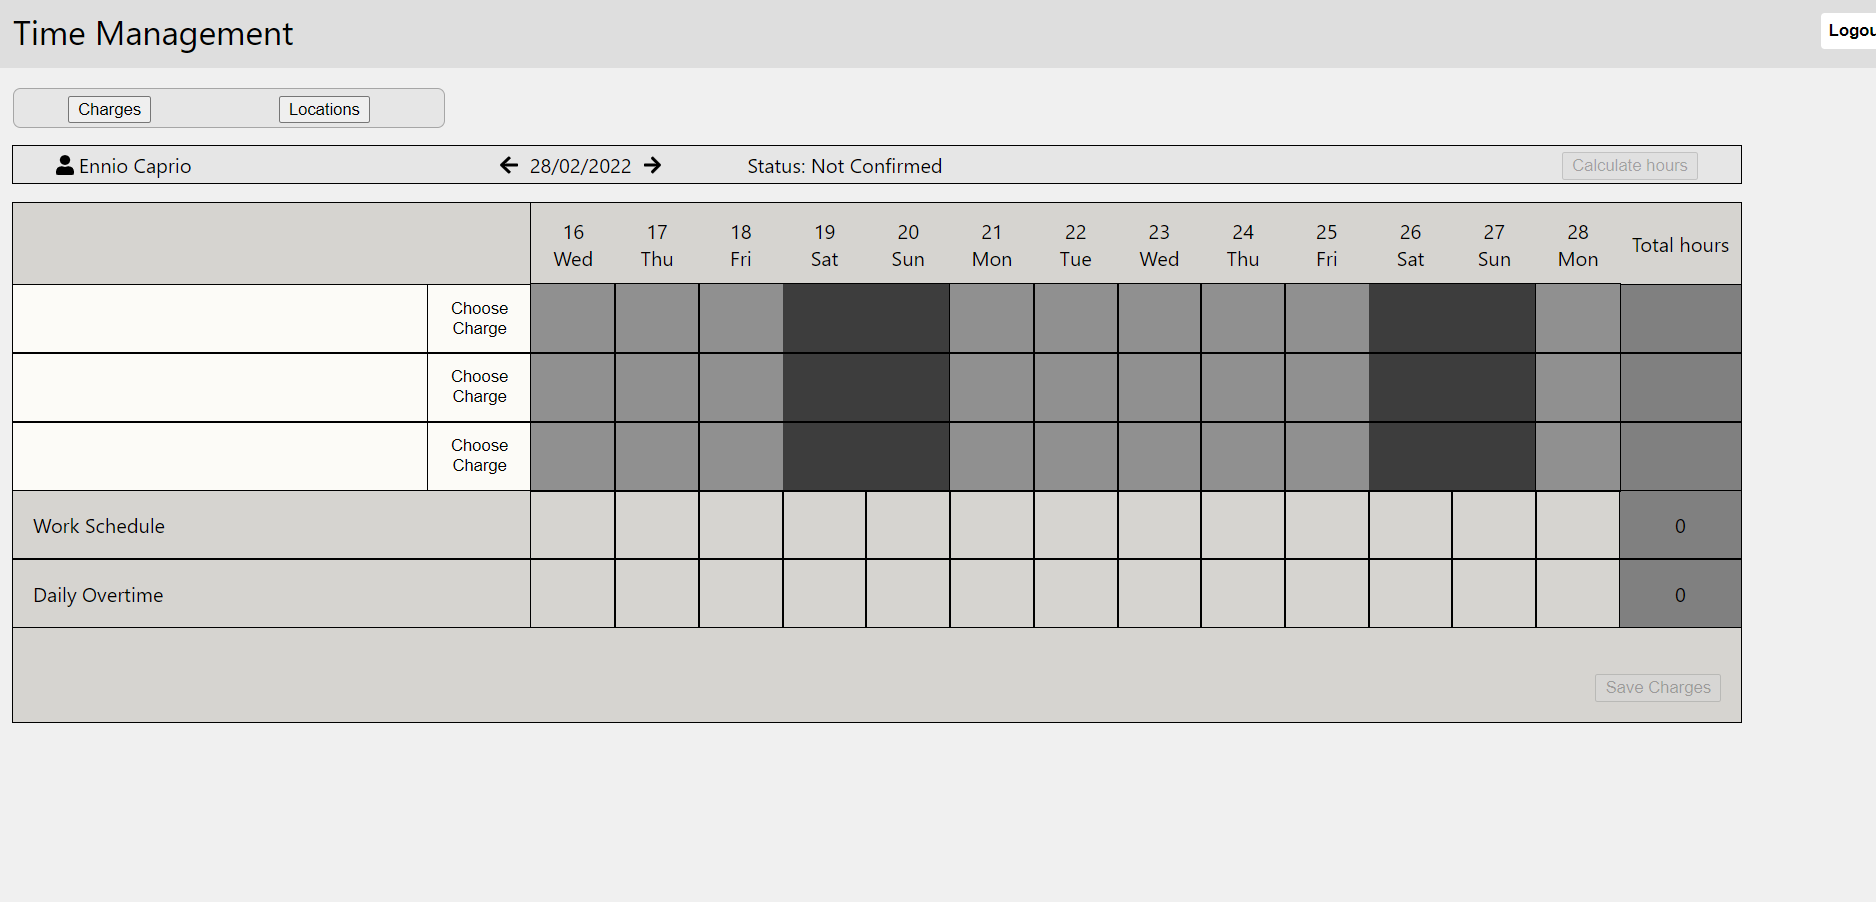 Time Management
Logou
Charges
Locations
Ennio Caprio
28/02/2022
Status: Not Confirmed
Calculate hours
16 17 18 19 20 21 22 23 24 25 26 27 28
Wed Thu Fri Sat Sun Mon Tue Wed Thu Fri Sat Sun Mon
Total hours
Choose
Charge
Choose
Charge
Choose
Charge
Work Schedule
0
Daily Overtime
0
Save Charges